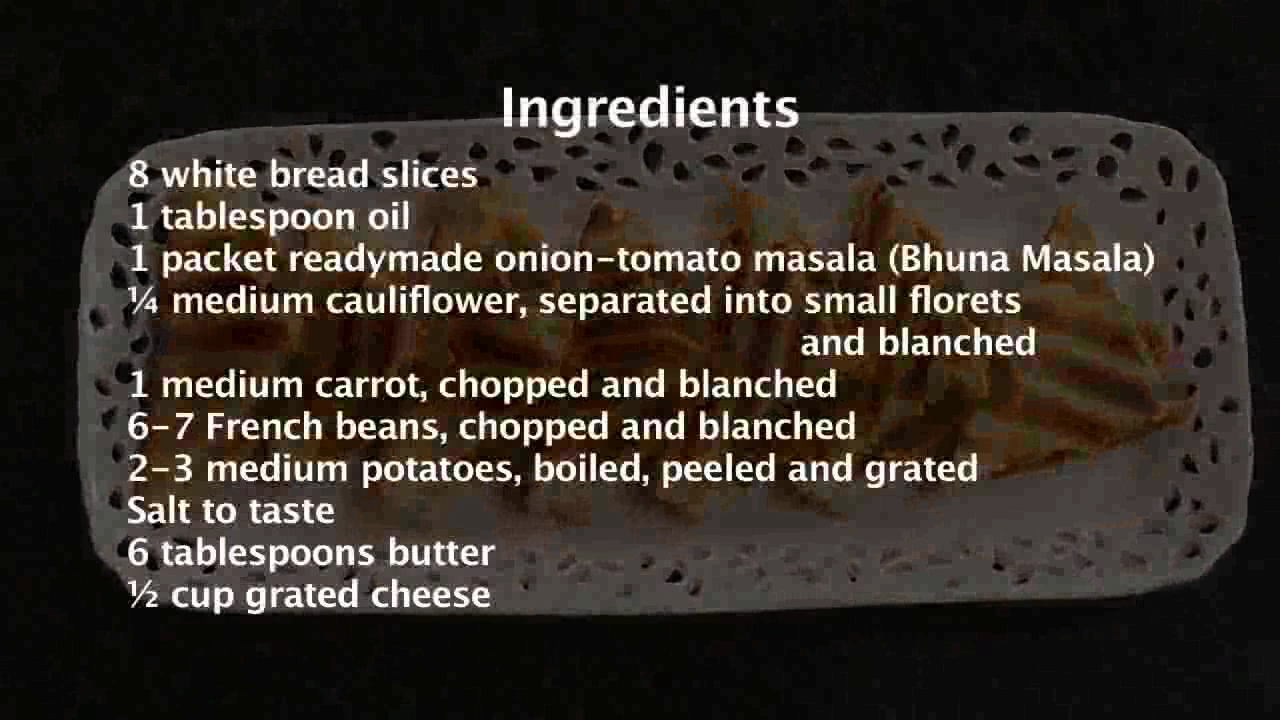 Ingredients
8 white bread slices
1 tablespoon oil
1 packet readymade onion-tomato masala (Bhuna Masala)
¼ medium cauliflower, separated into small florets
and blanched
1 medium carrot, chopped and blanched
6-7 French beans, chopped and blanched
2-3 medium potatoes, boiled, peeled and grated
Salt to taste
6 tablespoons butter
½ cup grated cheese